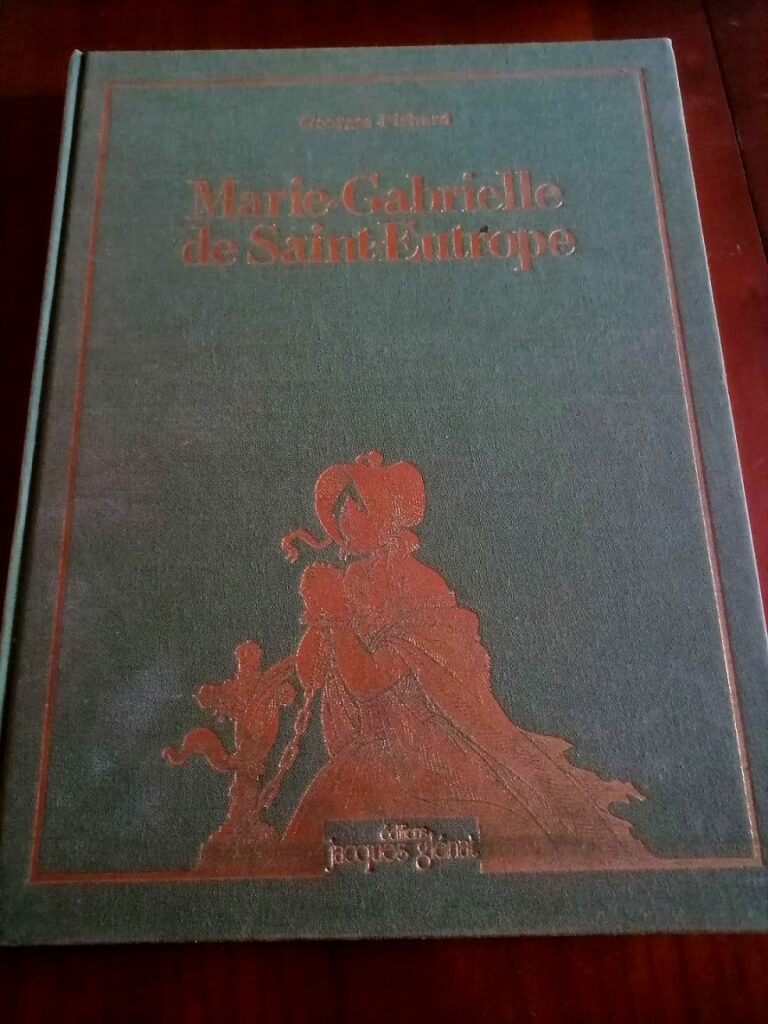 Georges Pichard
Marie-Gabrielle
de Saint-Eutrope
éditions
jacques glénat